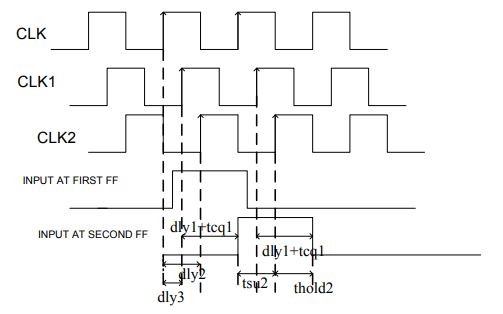 CLK
CLK1
CLK2
INPUT AT FIRST FF
INPUT AT SECOND FF
dly1+tcq1
dly1+tcq1
dly2
tsu2
thold2
dly3